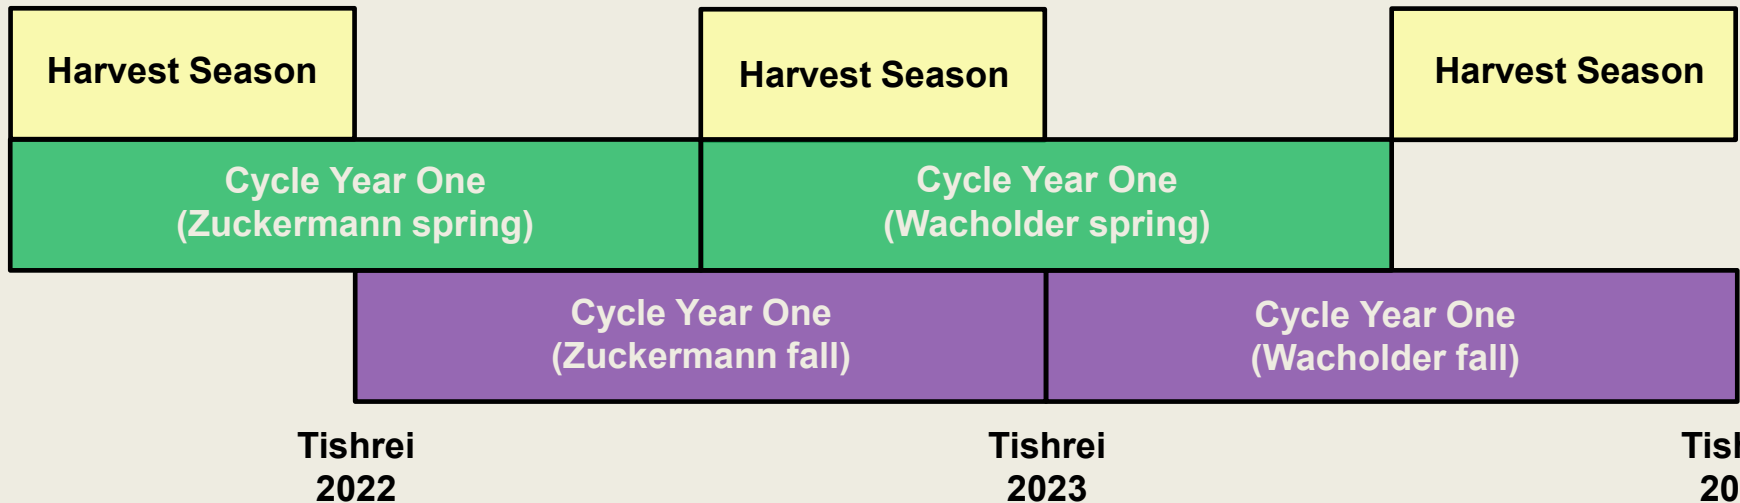 Harvest Season
Harvest Season
Harvest Season
Cycle Year One
(Zuckermann spring)
Cycle Year One
(Wacholder spring)
Cycle Year One
(Zuckermann fall)
Cycle Year One
(Wacholder fall)
Tishrei
2022
Tishrei
2023